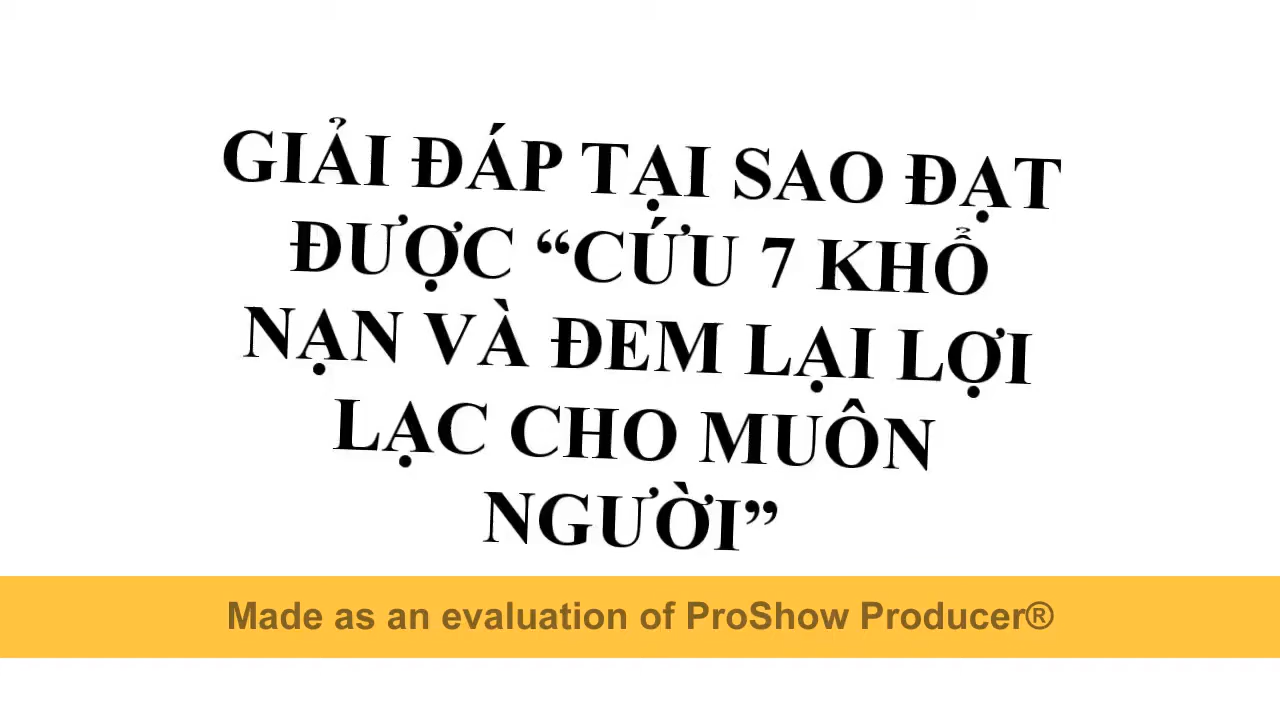 GIẢI ĐÁP TẠI SAO ĐẠT
ĐƯỢC “CỨU 7 KHỔ
NẠN VÀ ĐEM LẠI LỢI
LẠC CHO MUÔN
NGƯỜI”
Made as an evaluation of ProShow Producer®